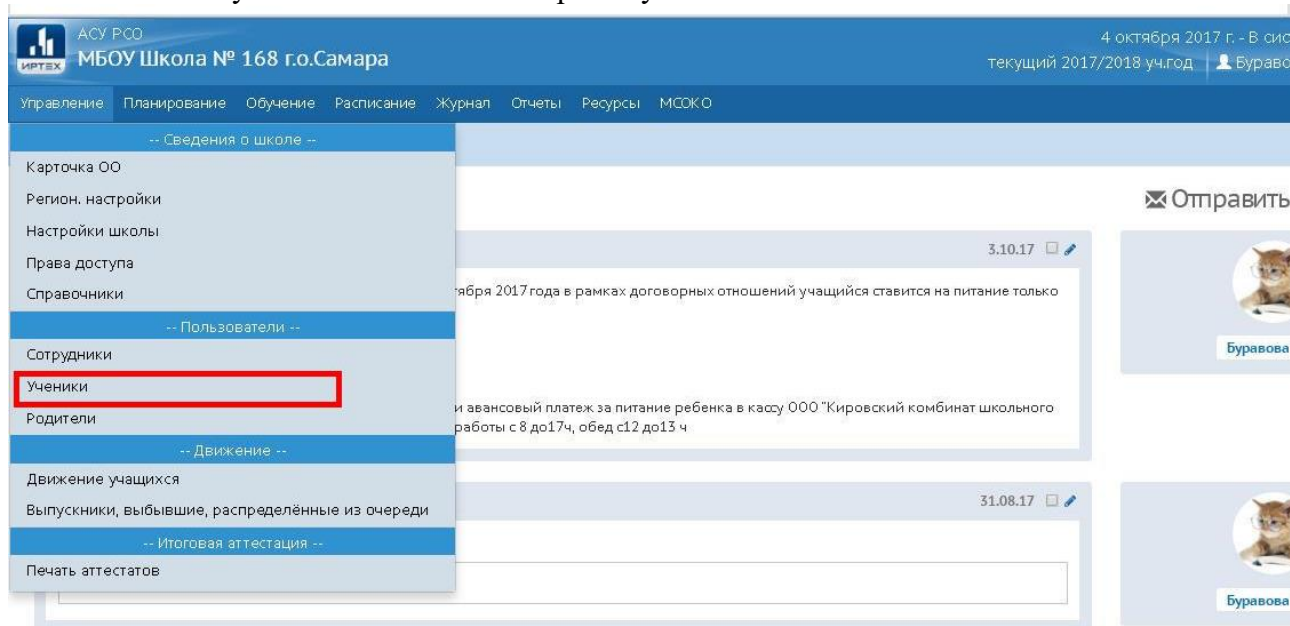 АСУ РСО
ИРТЕХ
МБОУ Школа № 168 г.о.Самара
4 октября 2017 г. - В сис
текущий 2017/2018 уч.год Бураво
Управление Планирование Обучение Расписание Журнал Отчеты Ресурсы МСОКО
-- Сведения о школе --
Карточка ОО
Регион. настройки
Настройки школы
Права доступа
Справочники
-- Пользователи --
Сотрудники
Ученики
Родители
-- Движение --
Движение учащихся
Выпускники, выбывшие, распределённые из очереди
-- Итоговая аттестация --
Печать аттестатов
Отправить
3.10.17
тября 2017 года в рамках договорных отношений учащийся ставится на питание только
и авансовый платеж за питание ребенка в кассу ООО "Кировский комбинат школьного
работы с 8 до17ч, обед с12 до13 ч
Буравова
31.08.17
Буравова